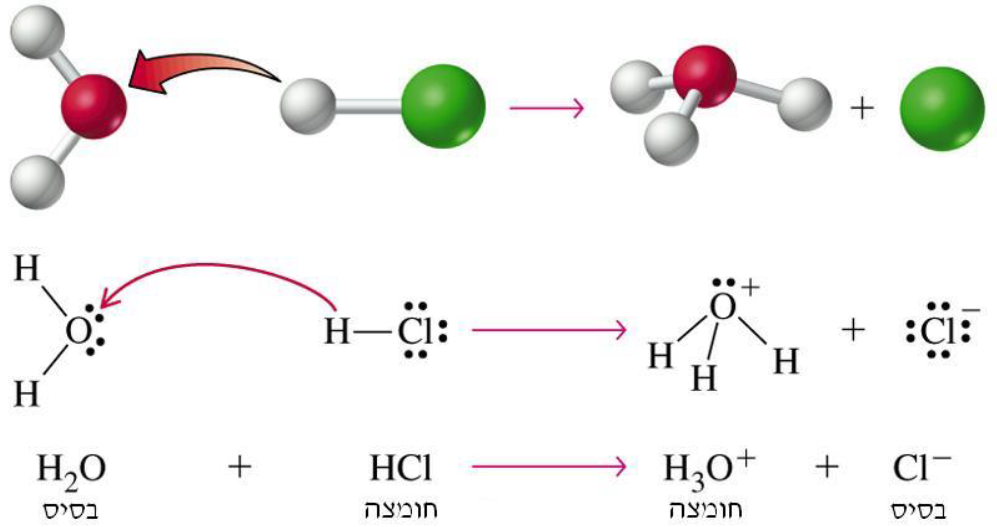 H
O
H
H—Cl
O+
H H H
+
Cl−
H₂O + HCl → H₃O⁺ + Cl⁻
בסיס חומצה חומצה בסיס